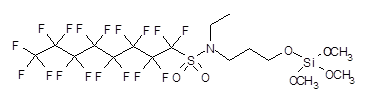 F F F F F F F F
F
F
F F F F F F F
S
O O
N
O
Si
OCH₃
OCH₃
OCH₃